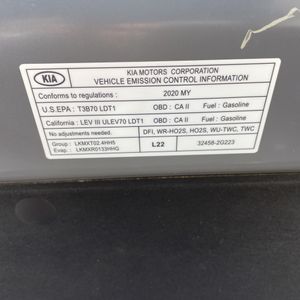 KIA
KIA MOTORS CORPORATION
VEHICLE EMISSION CONTROL INFORMATION
Conforms to regulations : 2020 MY
U.S.EPA : T3B70 LDT1 OBD : CA II Fuel : Gasoline
California : LEV III ULEV70 LDT1 OBD : CA II Fuel : Gasoline
No adjustments needed. DFI, WR-HO2S, HO2S, WU-TWC, TWC
Group : LKMXT02.4HH5 L22 32458-2G223
Evap. : LKMXR0133HHG